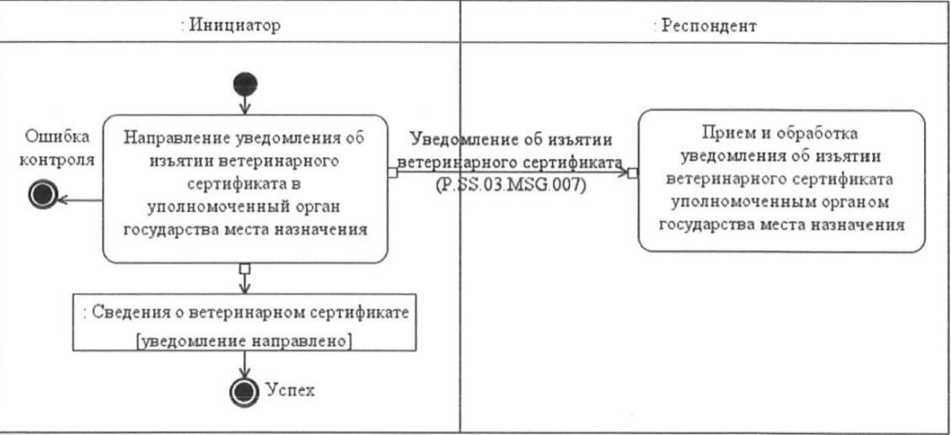 : Инициатор
: Респондент
Ошибка
контроля
Направление уведомления об
изъятии ветеринарного
сертификата в
уполномоченный орган
государства места назначения
Уведомление об изъятии
ветеринарного сертификата
(P.SS.03.MSG.007)
Прием и обработка
уведомления об изъятии
ветеринарного сертификата
уполномоченным органом
государства места назначения
: Сведения о ветеринарном сертификате
[уведомление направлено]
Успех